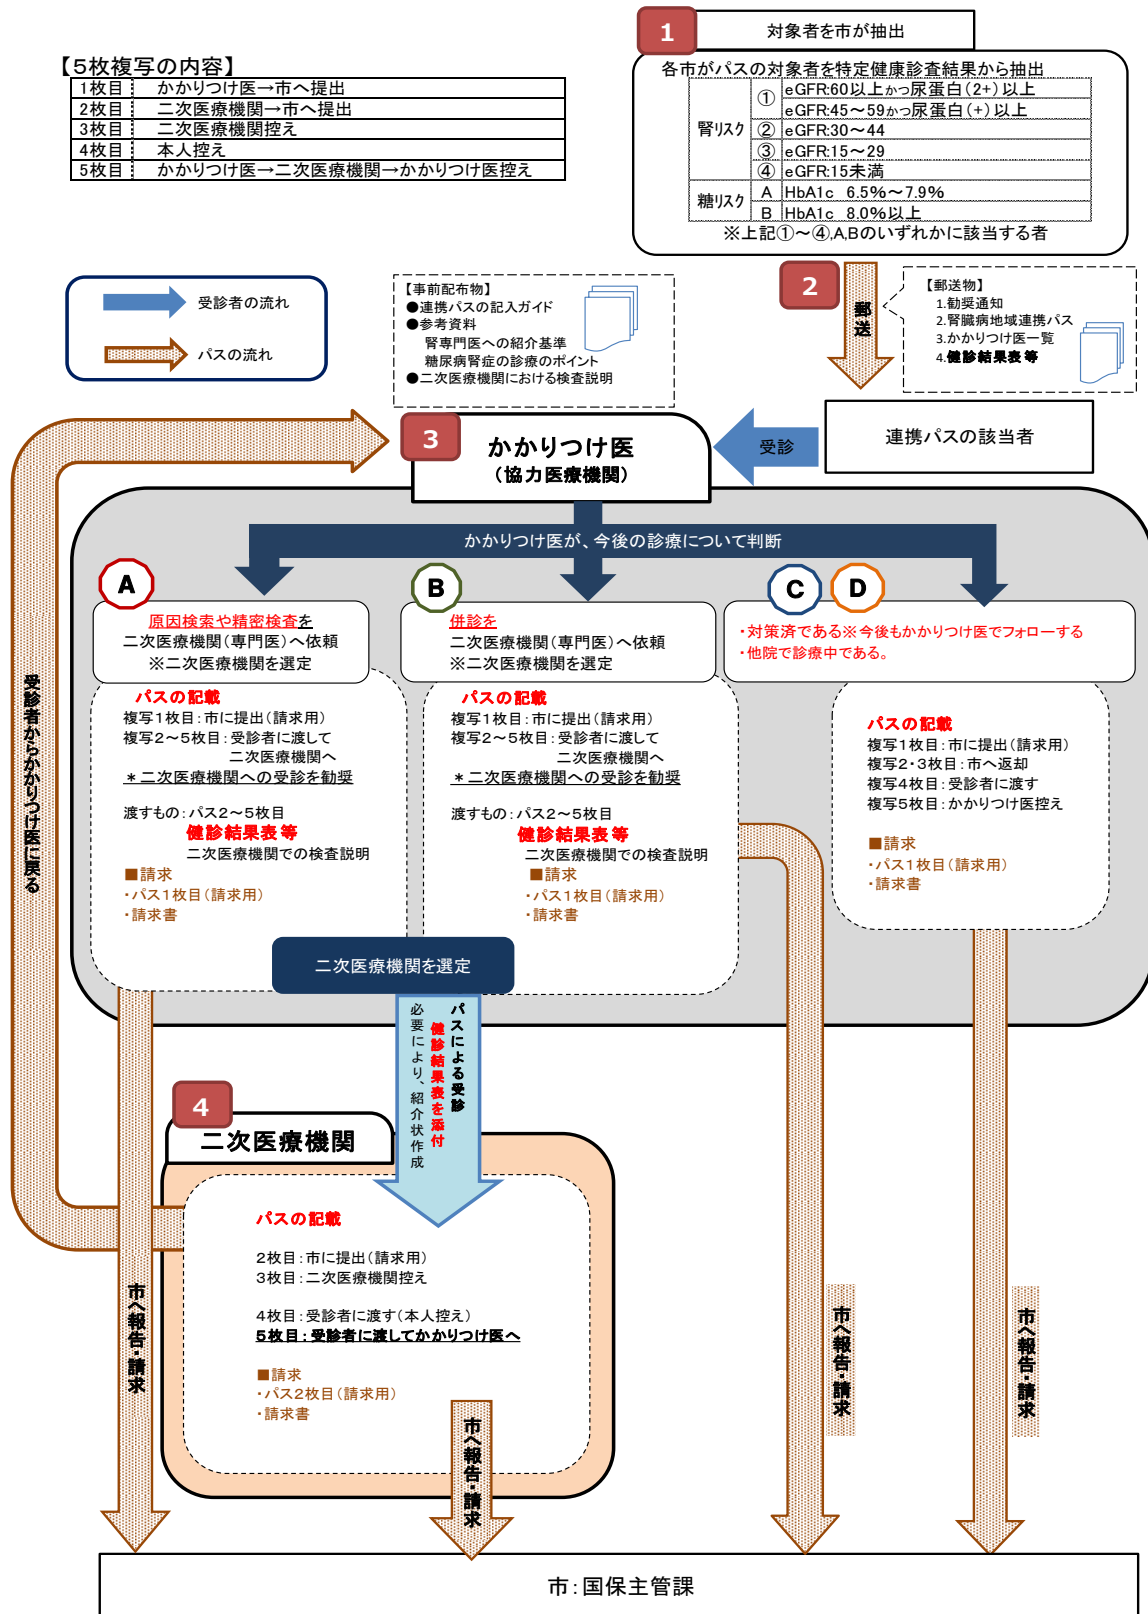 1
対象者を市が抽出
【5枚複写の内容】
1枚目 かかりつけ医→市へ提出
2枚目 二次医療機関→市へ提出
3枚目 二次医療機関控え
4枚目 本人控え
5枚目 かかりつけ医→二次医療機関→かかりつけ医控え
各市がパスの対象者を特定健康診査結果から抽出
腎リスク
① eGFR:60以上かつ尿蛋白(2+)以上
eGFR:45～59かつ尿蛋白(+)以上
② eGFR:30～44
③ eGFR:15～29
④ eGFR:15未満
糖リスク
A HbA1c 6.5%～7.9%
B HbA1c 8.0%以上
※上記①～④,A,Bのいずれかに該当する者
受診者の流れ
パスの流れ
【事前配布物】
●連携パスの記入ガイド
●参考資料
腎専門医への紹介基準
糖尿病腎症の診療のポイント
●二次医療機関における検査説明
2
郵送
【郵送物】
1.勧奨通知
2.腎臓病地域連携パス
3.かかりつけ医一覧
4.健診結果表等
3
かかりつけ医
(協力医療機関)
受診
連携パスの該当者
かかりつけ医が、今後の診療について判断
A
原因検索や精密検査を
二次医療機関(専門医)へ依頼
※二次医療機関を選定
パスの記載
複写1枚目:市に提出(請求用)
複写2～5枚目:受診者に渡して
二次医療機関へ
＊二次医療機関への受診を勧奨
渡すもの:パス2～5枚目
健診結果表等
二次医療機関での検査説明
■請求
・パス1枚目(請求用)
・請求書
B
併診を
二次医療機関(専門医)へ依頼
※二次医療機関を選定
パスの記載
複写1枚目:市に提出(請求用)
複写2～5枚目:受診者に渡して
二次医療機関へ
＊二次医療機関への受診を勧奨
渡すもの:パス2～5枚目
健診結果表等
二次医療機関での検査説明
■請求
・パス1枚目(請求用)
・請求書
C
D
・対策済である※今後もかかりつけ医でフォローする
・他院で診療中である。
パスの記載
複写1枚目:市に提出(請求用)
複写2・3枚目:市へ返却
複写4枚目:受診者に渡す
複写5枚目:かかりつけ医控え
■請求
・パス1枚目(請求用)
・請求書
受診者からかかりつけ医に戻る
二次医療機関を選定
パスによる受診
健診結果表を添付
必要により、紹介状作成
4
二次医療機関
パスの記載
2枚目:市に提出(請求用)
3枚目:二次医療機関控え
4枚目:受診者に渡す(本人控え)
5枚目:受診者に渡してかかりつけ医へ
■請求
・パス2枚目(請求用)
・請求書
市へ報告・請求
市へ報告・請求
市へ報告・請求
市へ報告・請求
市:国保主管課